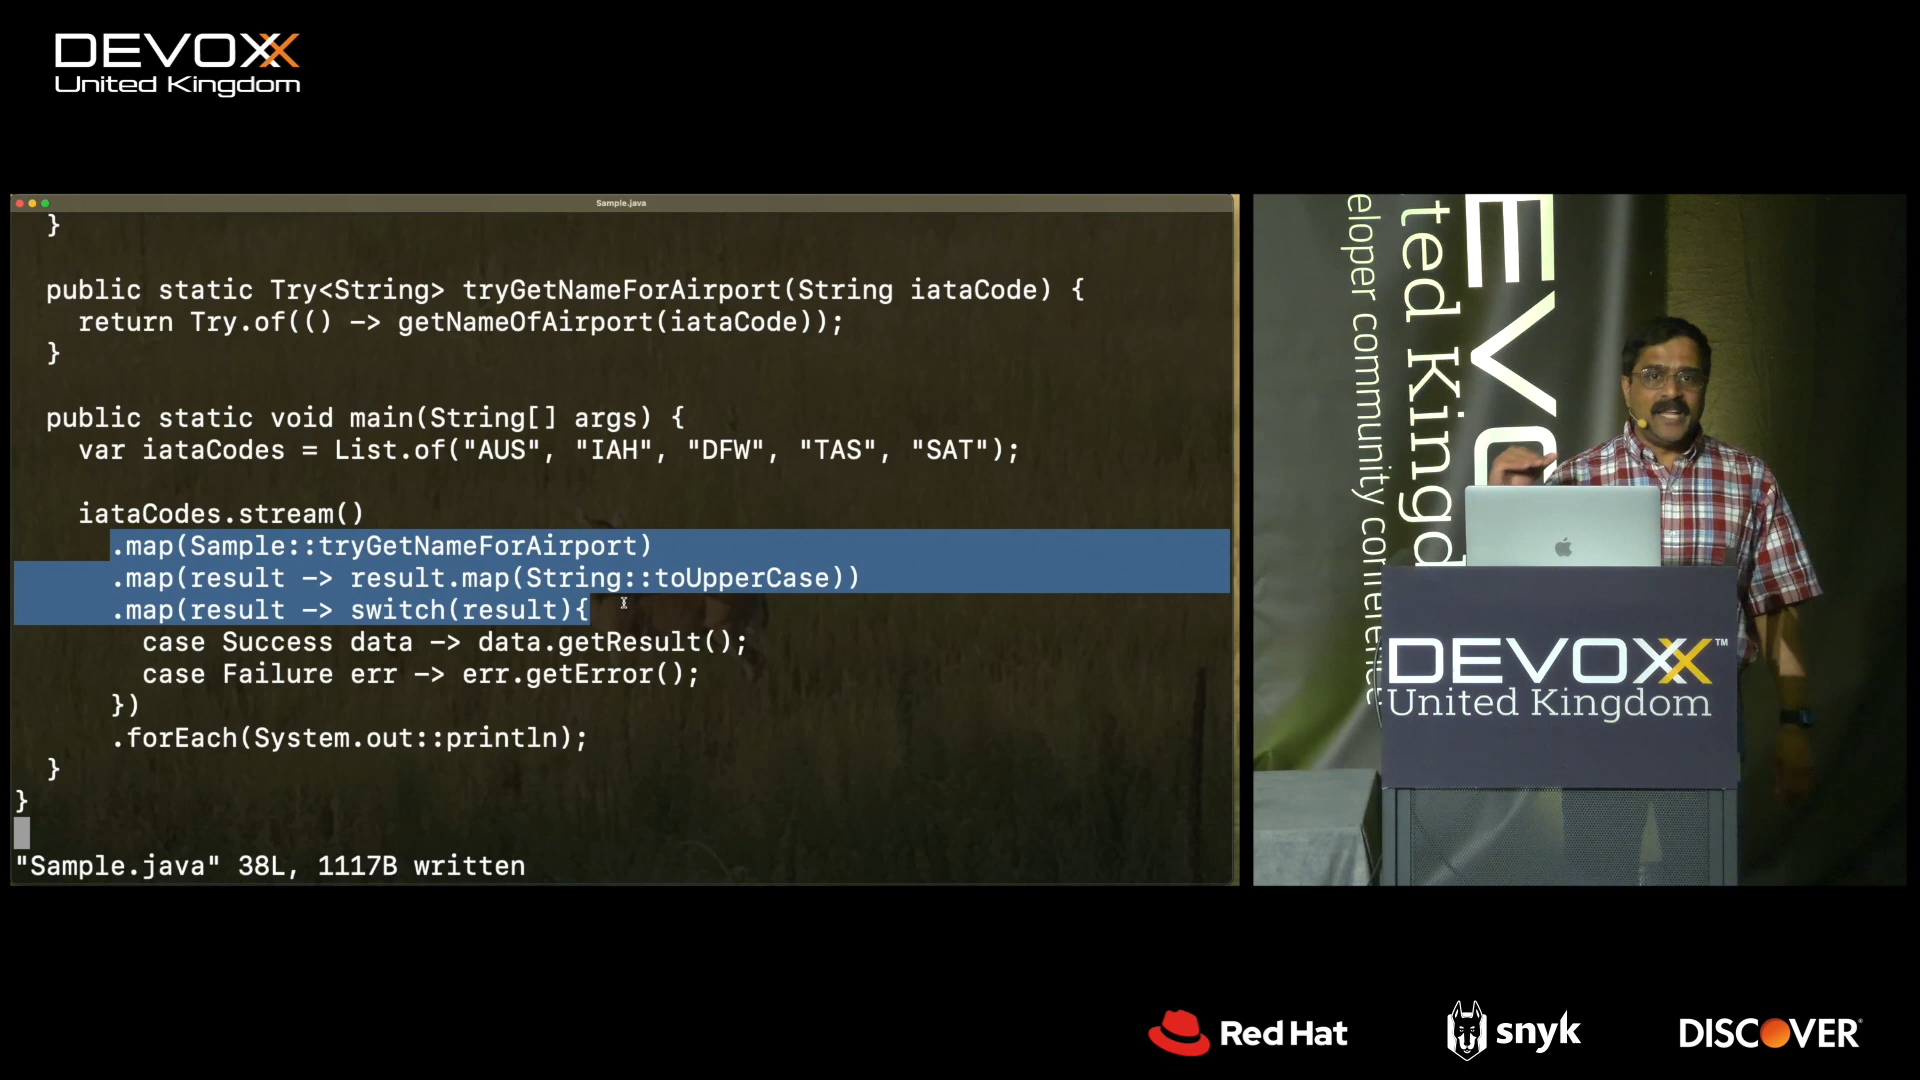 DEVOXX
United Kingdom
Sample.java
}
public static Try<String> tryGetNameForAirport(String iataCode) {
return Try.of(() -> getNameOfAirport(iataCode));
}
public static void main(String[] args) {
var iataCodes = List.of("AUS", "IAH", "DFW", "TAS", "SAT");
iataCodes.stream()
.map(Sample::tryGetNameForAirport)
.map(result -> result.map(String::toUpperCase))
.map(result -> switch(result){
case Success data -> data.getResult();
case Failure err -> err.getError();
})
.forEach(System.out::println);
}
}
"Sample.java" 38L, 1117B written
EVO
ted Kingd
eloper community conference
DEVOXX™
United Kingdom
Red Hat
snyk
DISCOVER